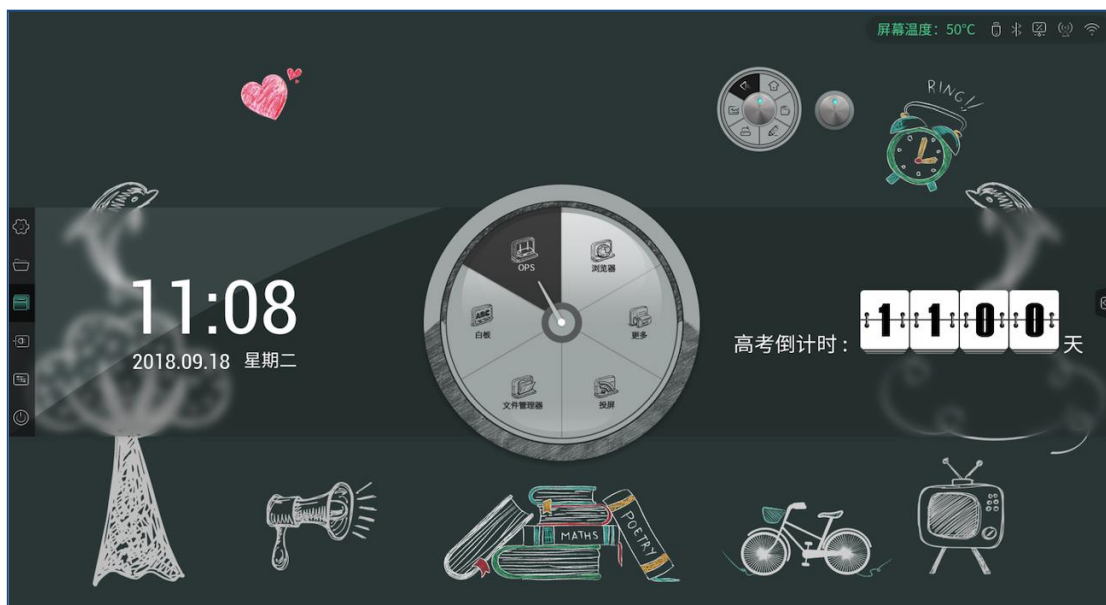 屏幕温度：50℃
RING!!
OPS
浏览器
白板
更多
文件管理器
投屏
11:08
2018.09.18 星期二
高考倒计时： 1100 天
MATHS
POETRY
ABC